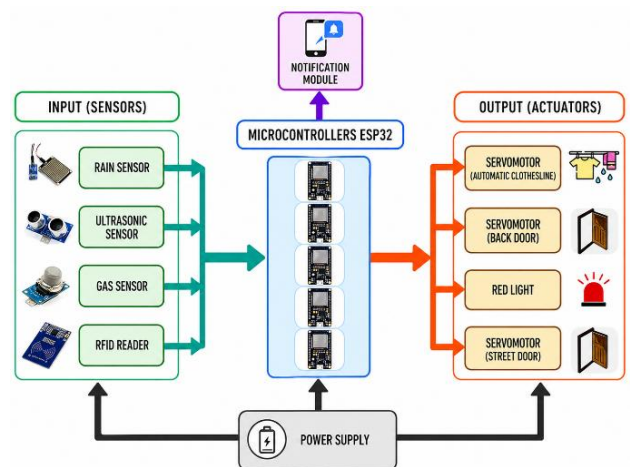 NOTIFICATION
MODULE
INPUT (SENSORS)
MICROCONTROLLERS ESP32
OUTPUT (ACTUATORS)
RAIN SENSOR
ULTRASONIC
SENSOR
GAS SENSOR
RFID READER
SERVOMOTOR
(AUTOMATIC CLOTHESLINE)
SERVOMOTOR
(BACK DOOR)
RED LIGHT
SERVOMOTOR
(STREET DOOR)
POWER SUPPLY